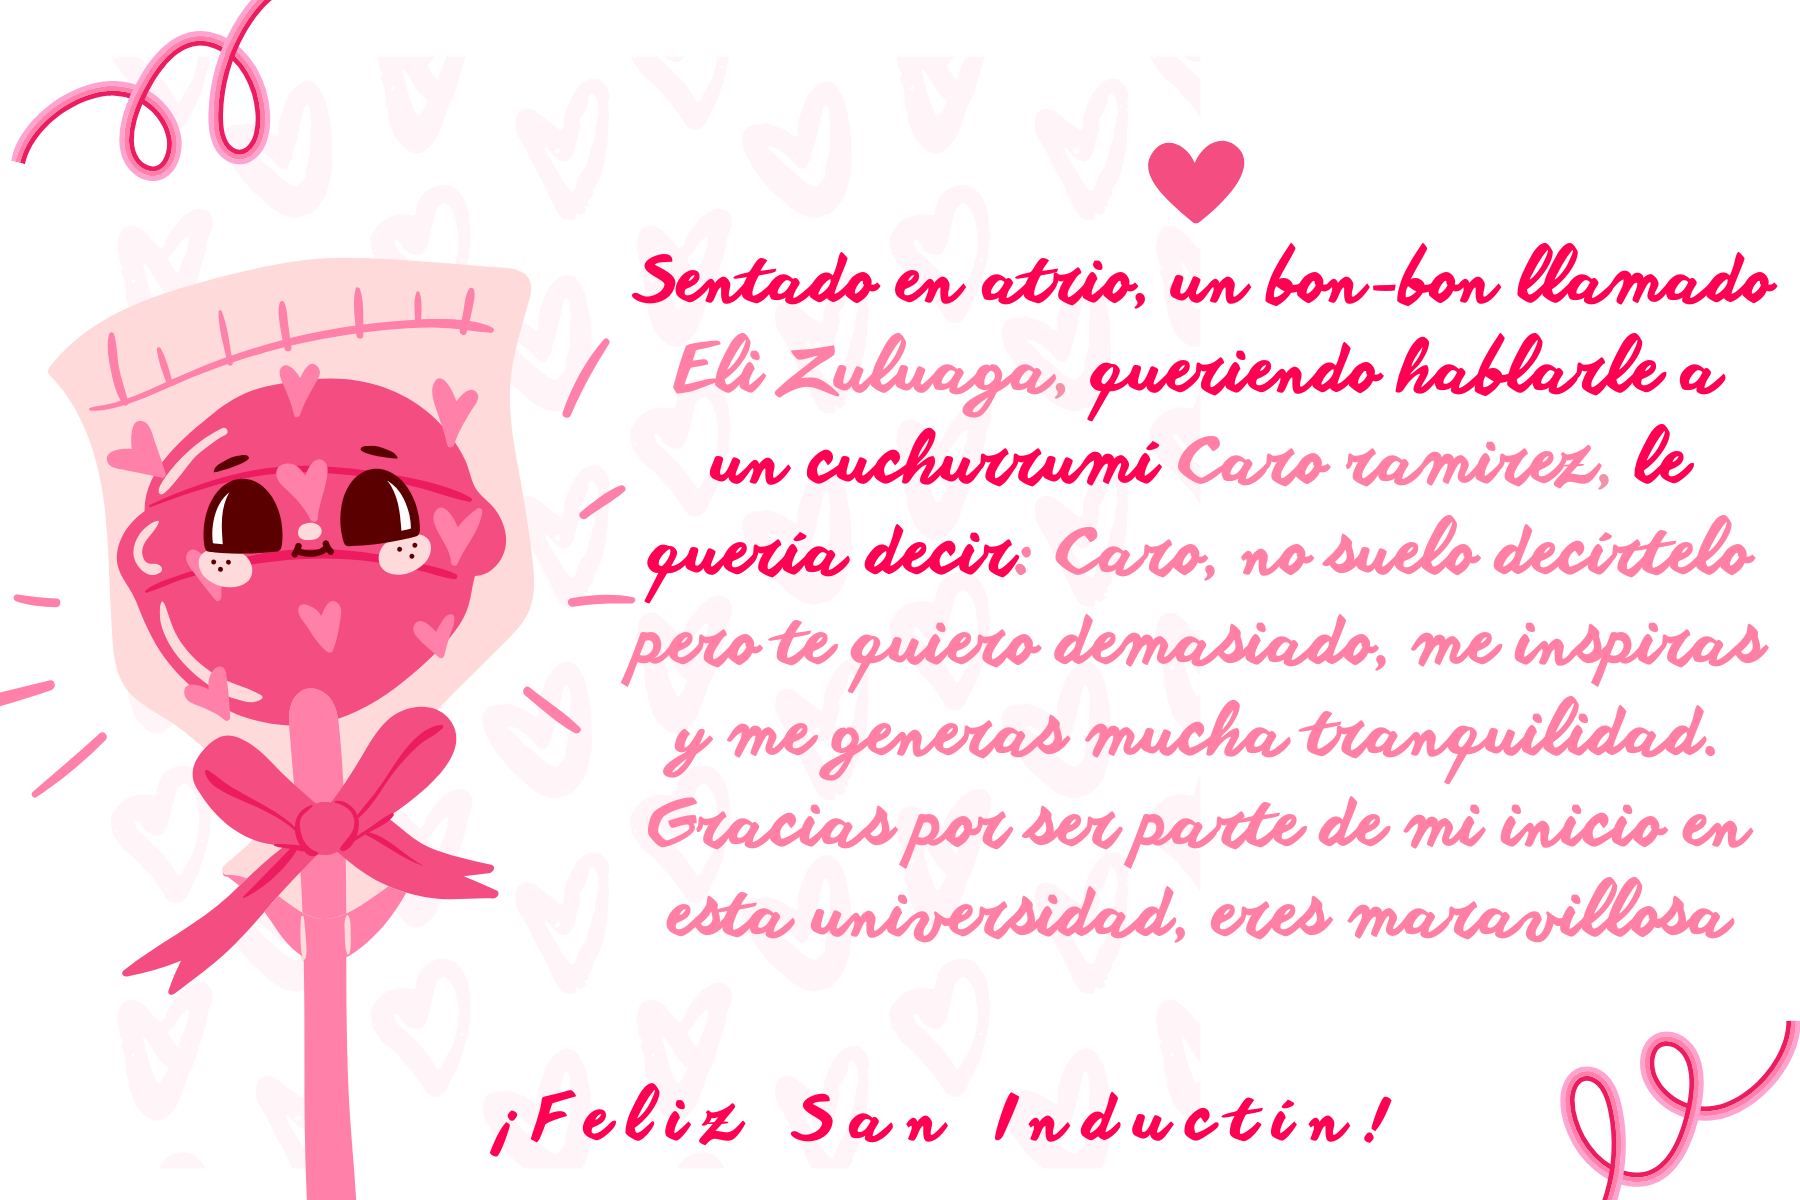 Sentado en atrio, un bon-bon llamado
Eli Zuluaga, queriendo hablarle a
un cuchurrumí Caro ramirez, le
quería decir: Caro, no suelo decírtelo
pero te quiero demasiado, me inspiras
y me generas mucha tranquilidad.
Gracias por ser parte de mi inicio en
esta universidad, eres maravillosa
¡Feliz San Inductín!